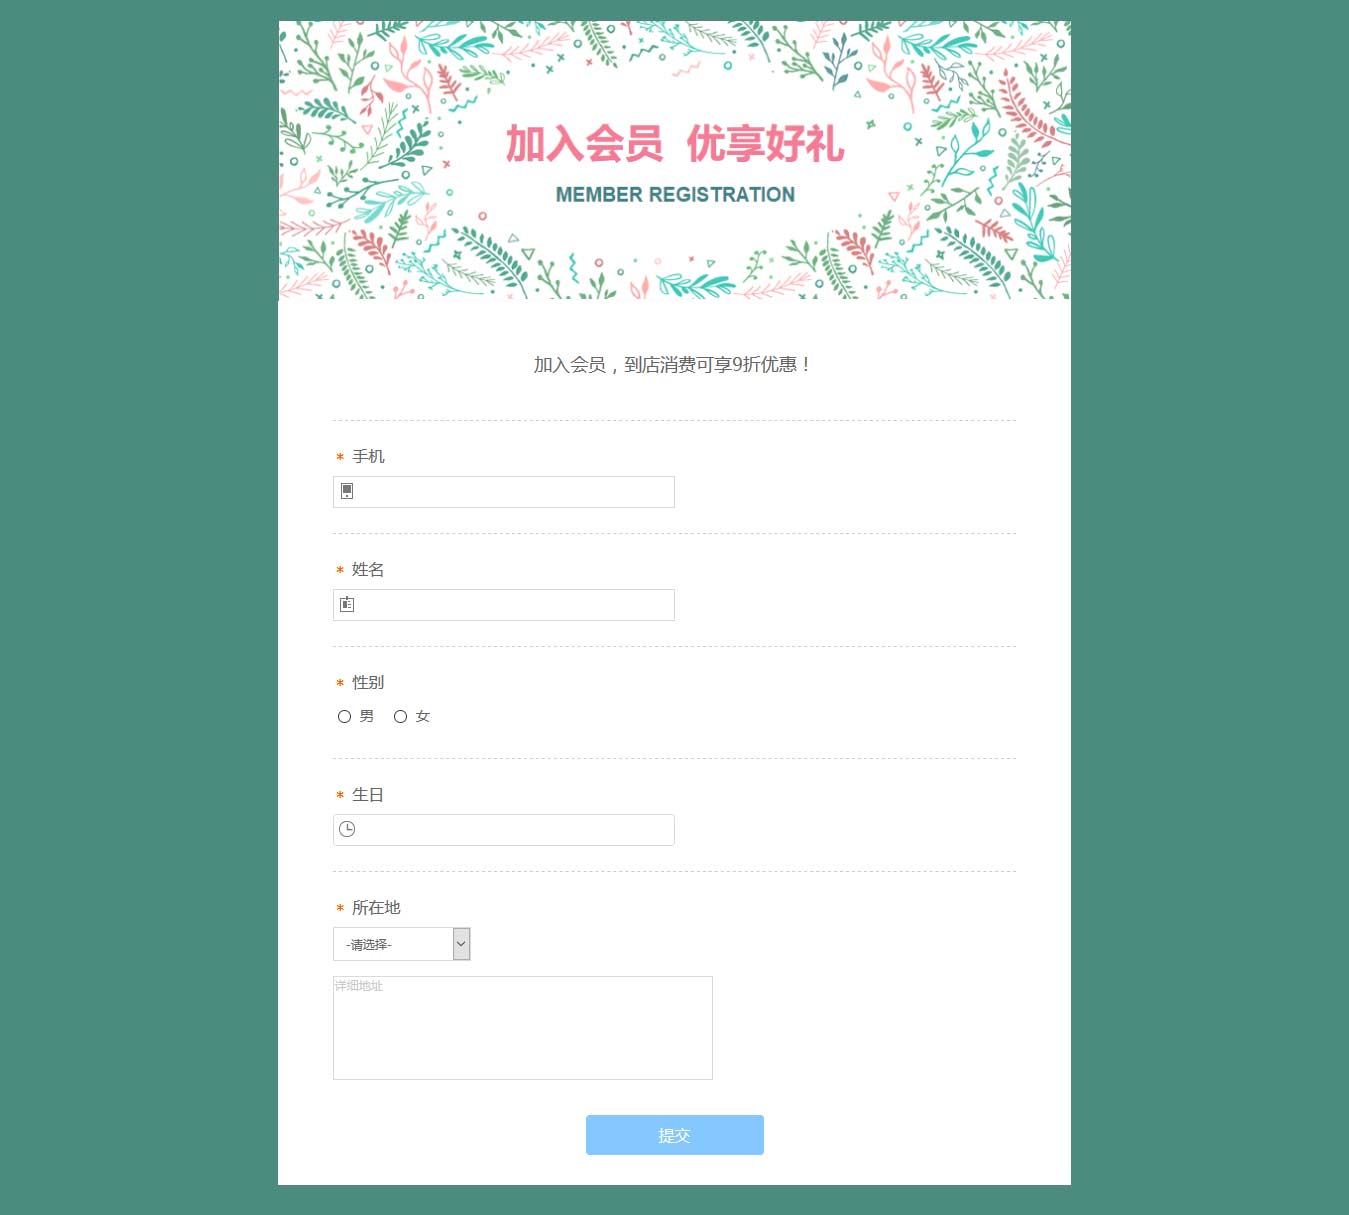 加入会员 优享好礼
MEMBER REGISTRATION
加入会员，到店消费可享9折优惠！
* 手机
* 姓名
* 性别
男 女
* 生日
* 所在地
-请选择-
详细地址
提交